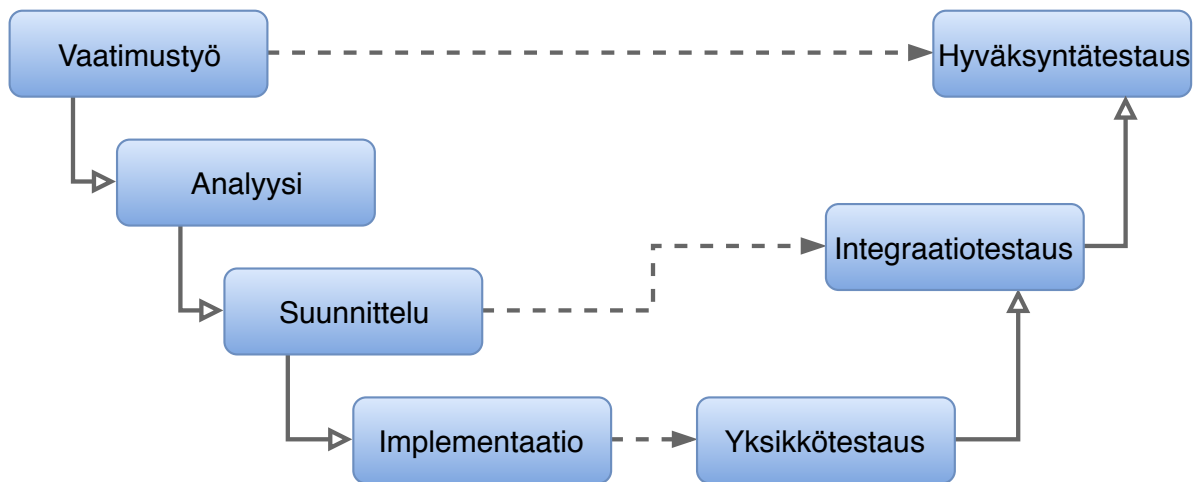 Vaatimustyö
Hyväksyntätestaus
Analyysi
Integraatiotestaus
Suunnittelu
Implementaatio
Yksikkötestaus